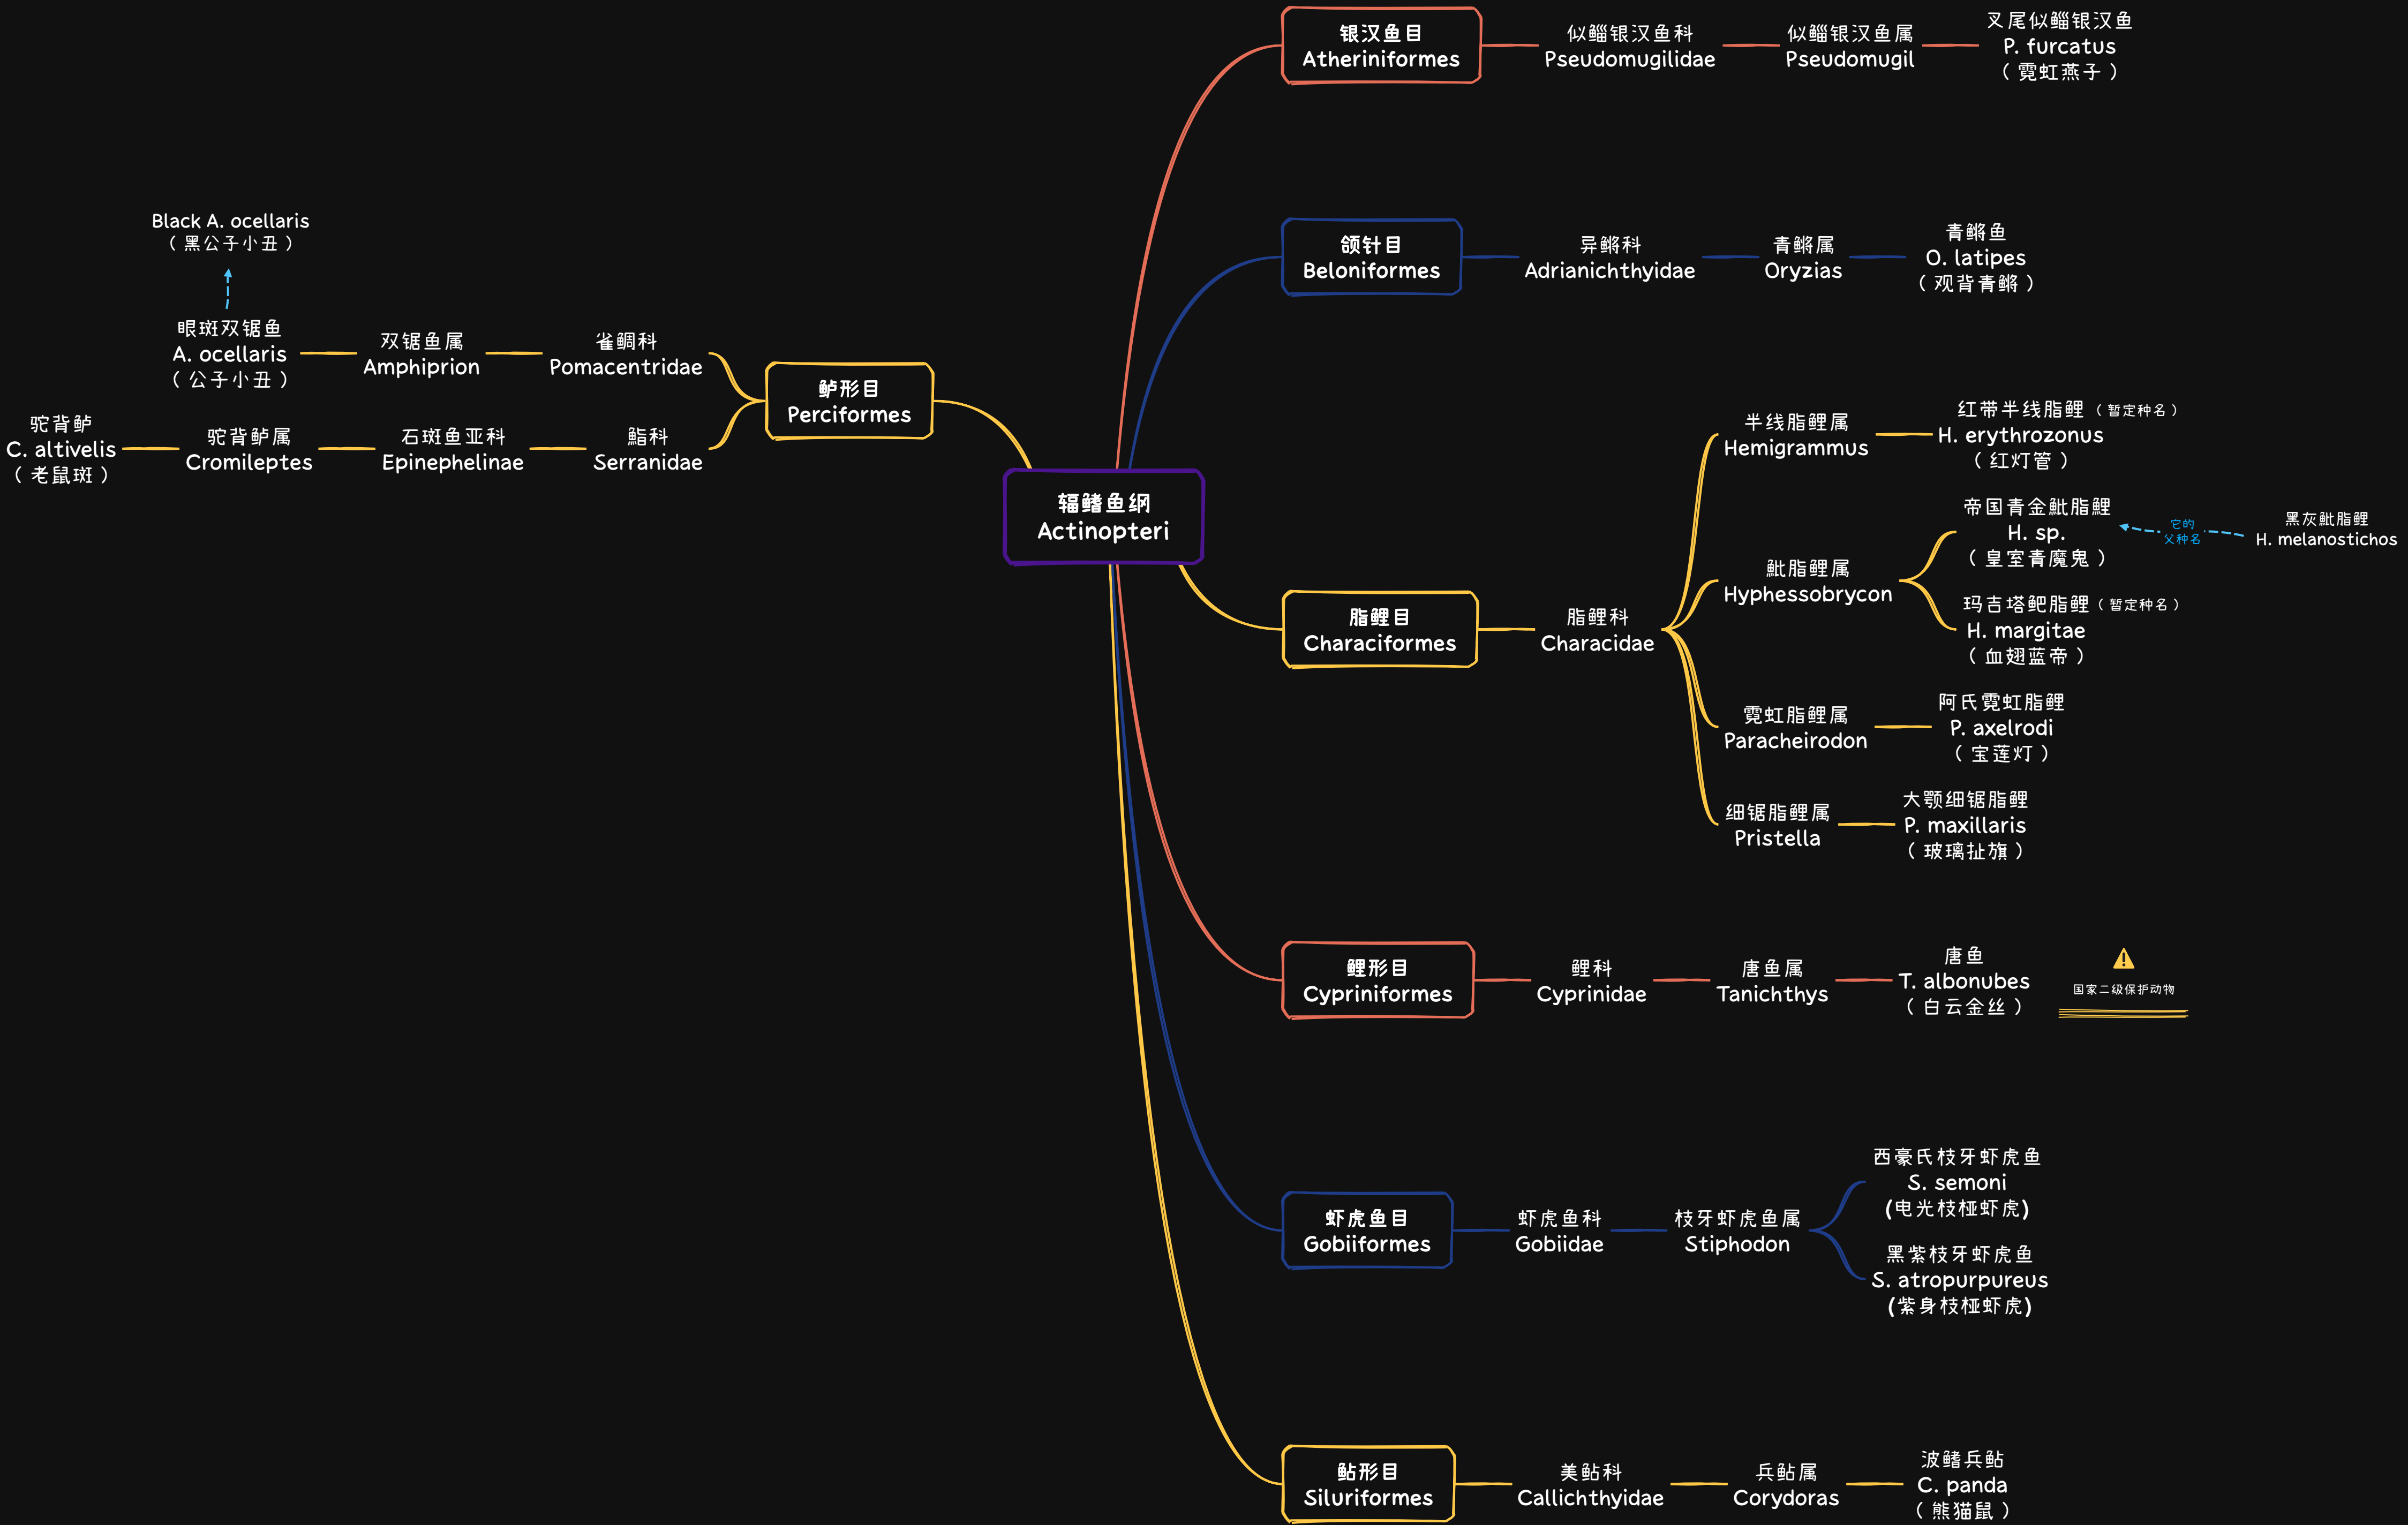 辐鳍鱼纲
Actinopteri
银汉鱼目
Atheriniformes
似鲻银汉鱼科
Pseudomugilidae
似鲻银汉鱼属
Pseudomugil
叉尾似鲻银汉鱼
P. furcatus
（霓虹燕子）
颌针目
Beloniformes
异鳉科
Adrianichthyidae
青鳉属
Oryzias
青鳉鱼
O. latipes
（观背青鳉）
脂鲤目
Characiformes
脂鲤科
Characidae
半线脂鲤属
Hemigrammus
红带半线脂鲤（暂定种名）
H. erythrozonus
（红灯管）
魮脂鲤属
Hyphessobrycon
帝国青金魮脂鯉
H. sp.
（皇室青魔鬼）
它的
父种名
黑灰魮脂鲤
H. melanostichos
玛吉塔鲃脂鲤（暂定种名）
H. margitae
（血翅蓝帝）
霓虹脂鲤属
Paracheirodon
阿氏霓虹脂鲤
P. axelrodi
（宝莲灯）
细锯脂鲤属
Pristella
大颚细锯脂鲤
P. maxillaris
（玻璃扯旗）
鲤形目
Cypriniformes
鲤科
Cyprinidae
唐鱼属
Tanichthys
唐鱼
T. albonubes
（白云金丝）
国家二级保护动物
虾虎鱼目
Gobiiformes
虾虎鱼科
Gobiidae
枝牙虾虎鱼属
Stiphodon
西豪氏枝牙虾虎鱼
S. semoni
(电光枝桠虾虎)
黑紫枝牙虾虎鱼
S. atropurpureus
(紫身枝桠虾虎)
鲇形目
Siluriformes
美鲇科
Callichthyidae
兵鲇属
Corydoras
波鳍兵鲇
C. panda
（熊猫鼠）
鲈形目
Perciformes
雀鲷科
Pomacentridae
双锯鱼属
Amphiprion
眼斑双锯鱼
A. ocellaris
（公子小丑）
Black A. ocellaris
（黑公子小丑）
鮨科
Serranidae
石斑鱼亚科
Epinephelinae
驼背鲈属
Cromileptes
驼背鲈
C. altivelis
（老鼠斑）